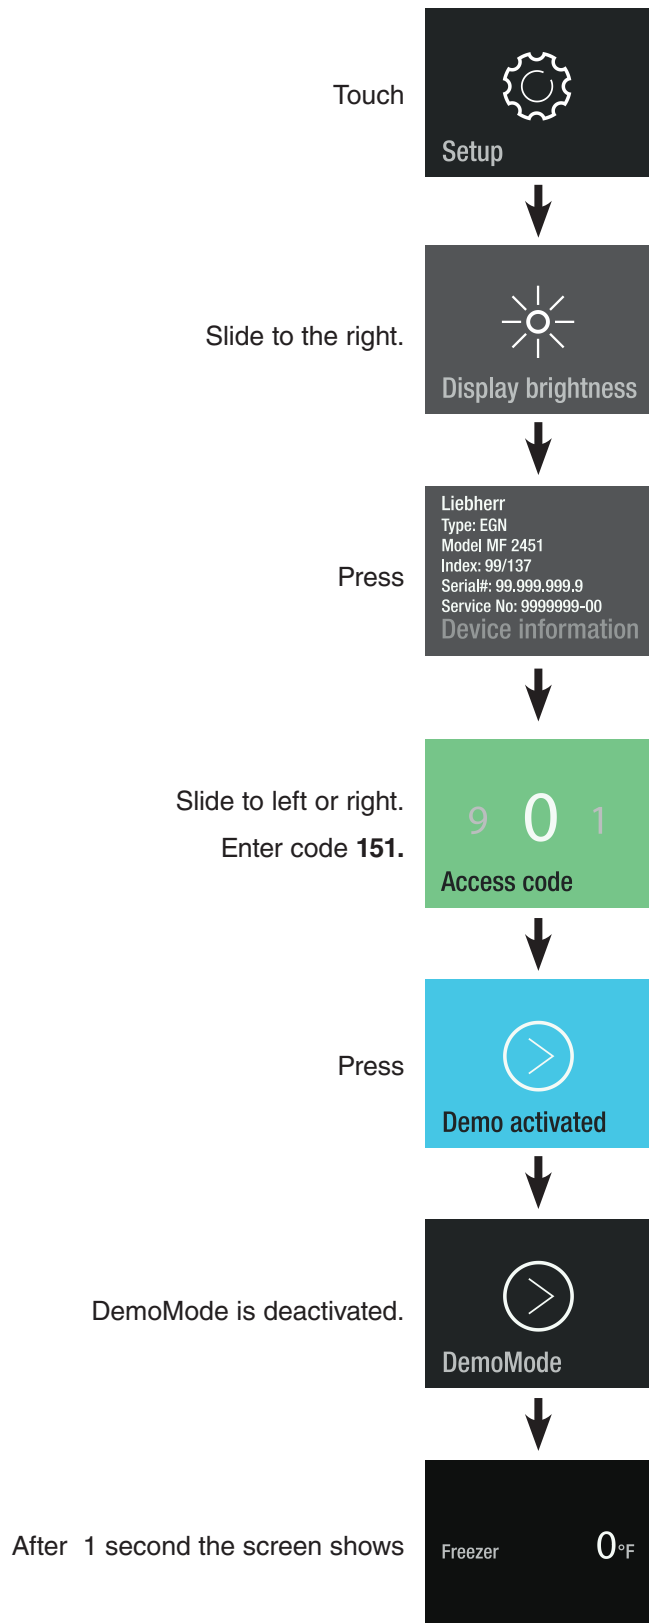 Touch
Setup
Slide to the right.
Display brightness
Liebherr
Type: EGN
Model MF 2451
Index: 99/137
Press
Serial#: 99.999.999.9
Service No: 9999999-00
Device information
Slide to left or right.
9 0 1
Enter code 151.
Access code
Press
Demo activated
DemoMode is deactivated.
DemoMode
After 1 second the screen shows
Freezer 0°F